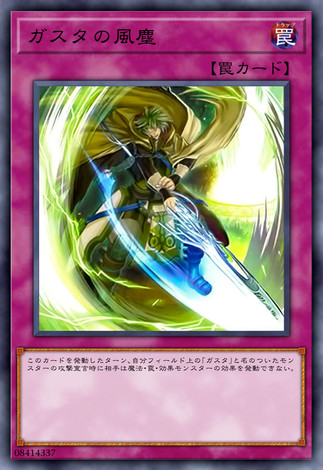 ガスタの風塵
トラップ
罠
【罠カード】
このカードを発動したターン、自分フィールド上の「ガスタ」と名のついたモン
スターの攻撃宣言時に相手は魔法・罠・効果モンスターの効果を発動できない。
08414337